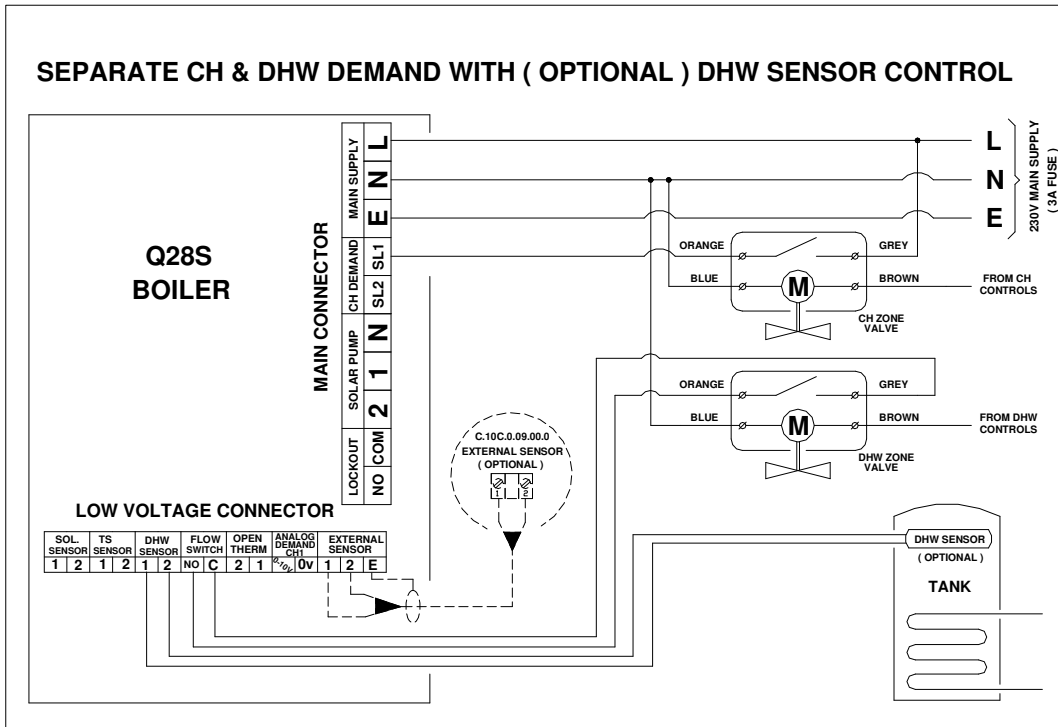 SEPARATE CH & DHW DEMAND WITH ( OPTIONAL ) DHW SENSOR CONTROL
Q28S
BOILER
MAIN CONNECTOR
MAIN SUPPLY
L
N
E
CH DEMAND
SL1
SL2
SOLAR PUMP
N
1
2
LOCKOUT
COM
NO
L
N
E
230V MAIN SUPPLY
( 3A FUSE )
ORANGE
GREY
BLUE
M
BROWN
FROM CH
CONTROLS
CH ZONE
VALVE
ORANGE
GREY
BLUE
M
BROWN
FROM DHW
CONTROLS
DHW ZONE
VALVE
C.10C.0.09.00.0
EXTERNAL SENSOR
( OPTIONAL )
1 2
LOW VOLTAGE CONNECTOR
SOL.
SENSOR
1 2
TS
SENSOR
1 2
DHW
SENSOR
1 2
FLOW
SWITCH
NO C
OPEN
THERM
2 1
ANALOG
DEMAND
CH1
0-10V 0v
EXTERNAL
SENSOR
1 2 E
DHW SENSOR
( OPTIONAL )
TANK